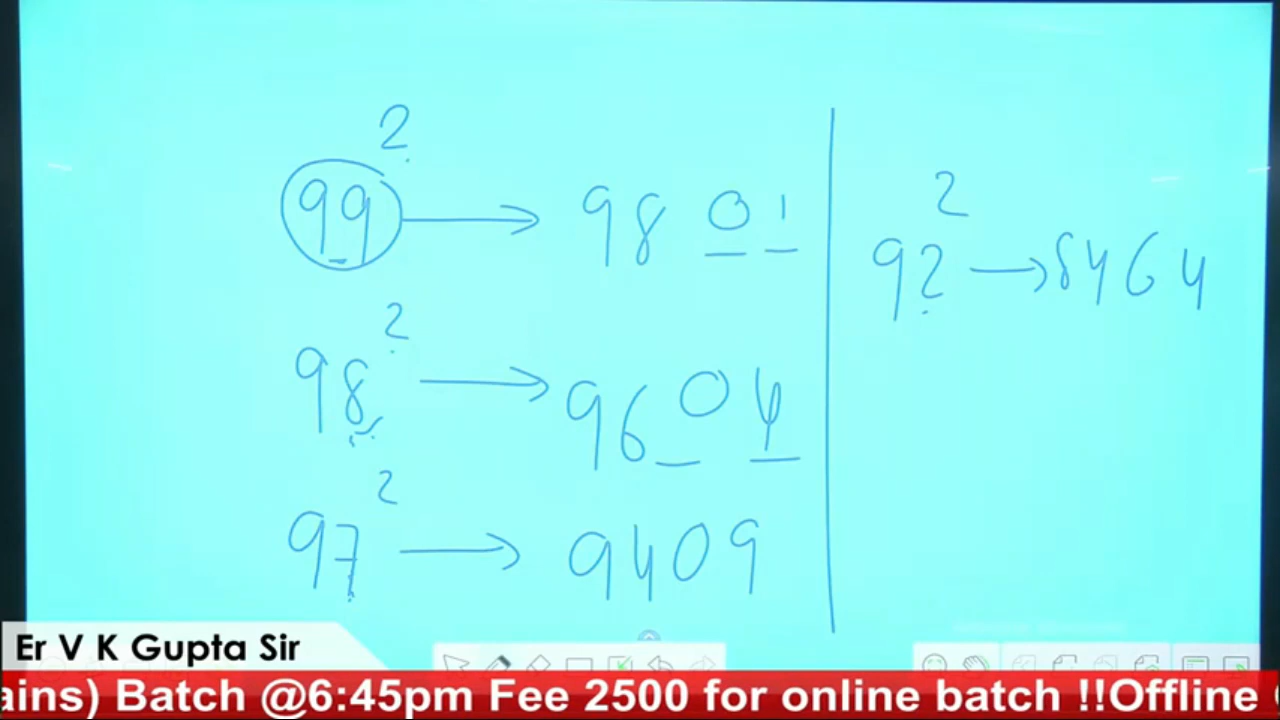 99² → 9801
98² → 9604
97² → 9409
92² → 8464
Er V K Gupta Sir
ains) Batch @6:45pm Fee 2500 for online batch !!Offline